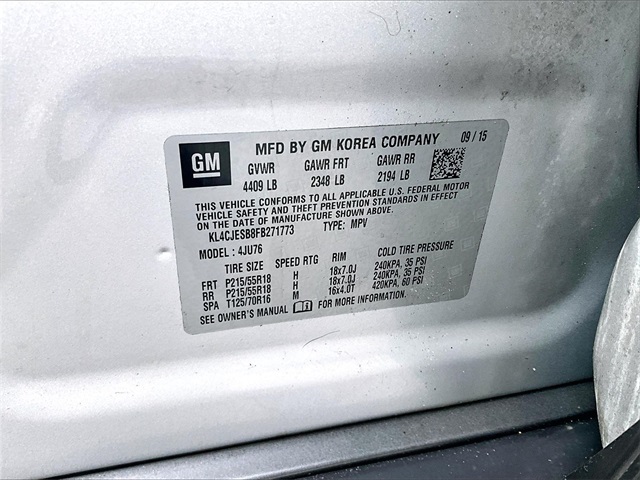 GM
MFD BY GM KOREA COMPANY 09 / 15
GVWR GAWR FRT GAWR RR
4409 LB 2348 LB 2194 LB
THIS VEHICLE CONFORMS TO ALL APPLICABLE U.S. FEDERAL MOTOR
VEHICLE SAFETY AND THEFT PREVENTION STANDARDS IN EFFECT
ON THE DATE OF MANUFACTURE SHOWN ABOVE.
KL4CJESB8FB271773 TYPE: MPV
MODEL : 4JU76
TIRE SIZE SPEED RTG RIM COLD TIRE PRESSURE
FRT P215/55R18 H 18x7.0J 240KPA, 35 PSI
RR P215/55R18 H 18x7.0J 240KPA, 35 PSI
SPA T125/70R16 M 16x4.0T 420KPA, 60 PSI
SEE OWNER'S MANUAL FOR MORE INFORMATION.